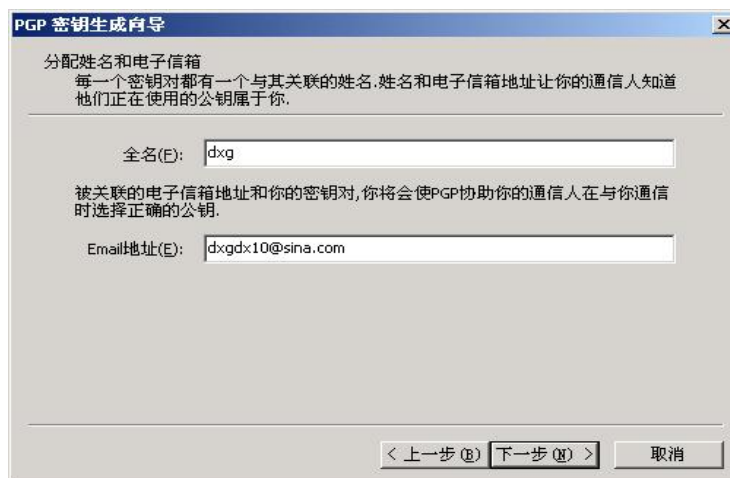 PGP 密钥生成向导
分配姓名和电子信箱
每一个密钥对都有一个与其关联的姓名.姓名和电子信箱地址让你的通信人知道
他们正在使用的公钥属于你.
全名(F): dxg
被关联的电子信箱地址和你的密钥对,你将会使PGP协助你的通信人在与你通信
时选择正确的公钥.
Email地址(E): dxgdx10@sina.com
< 上一步(B) 下一步(N) > 取消